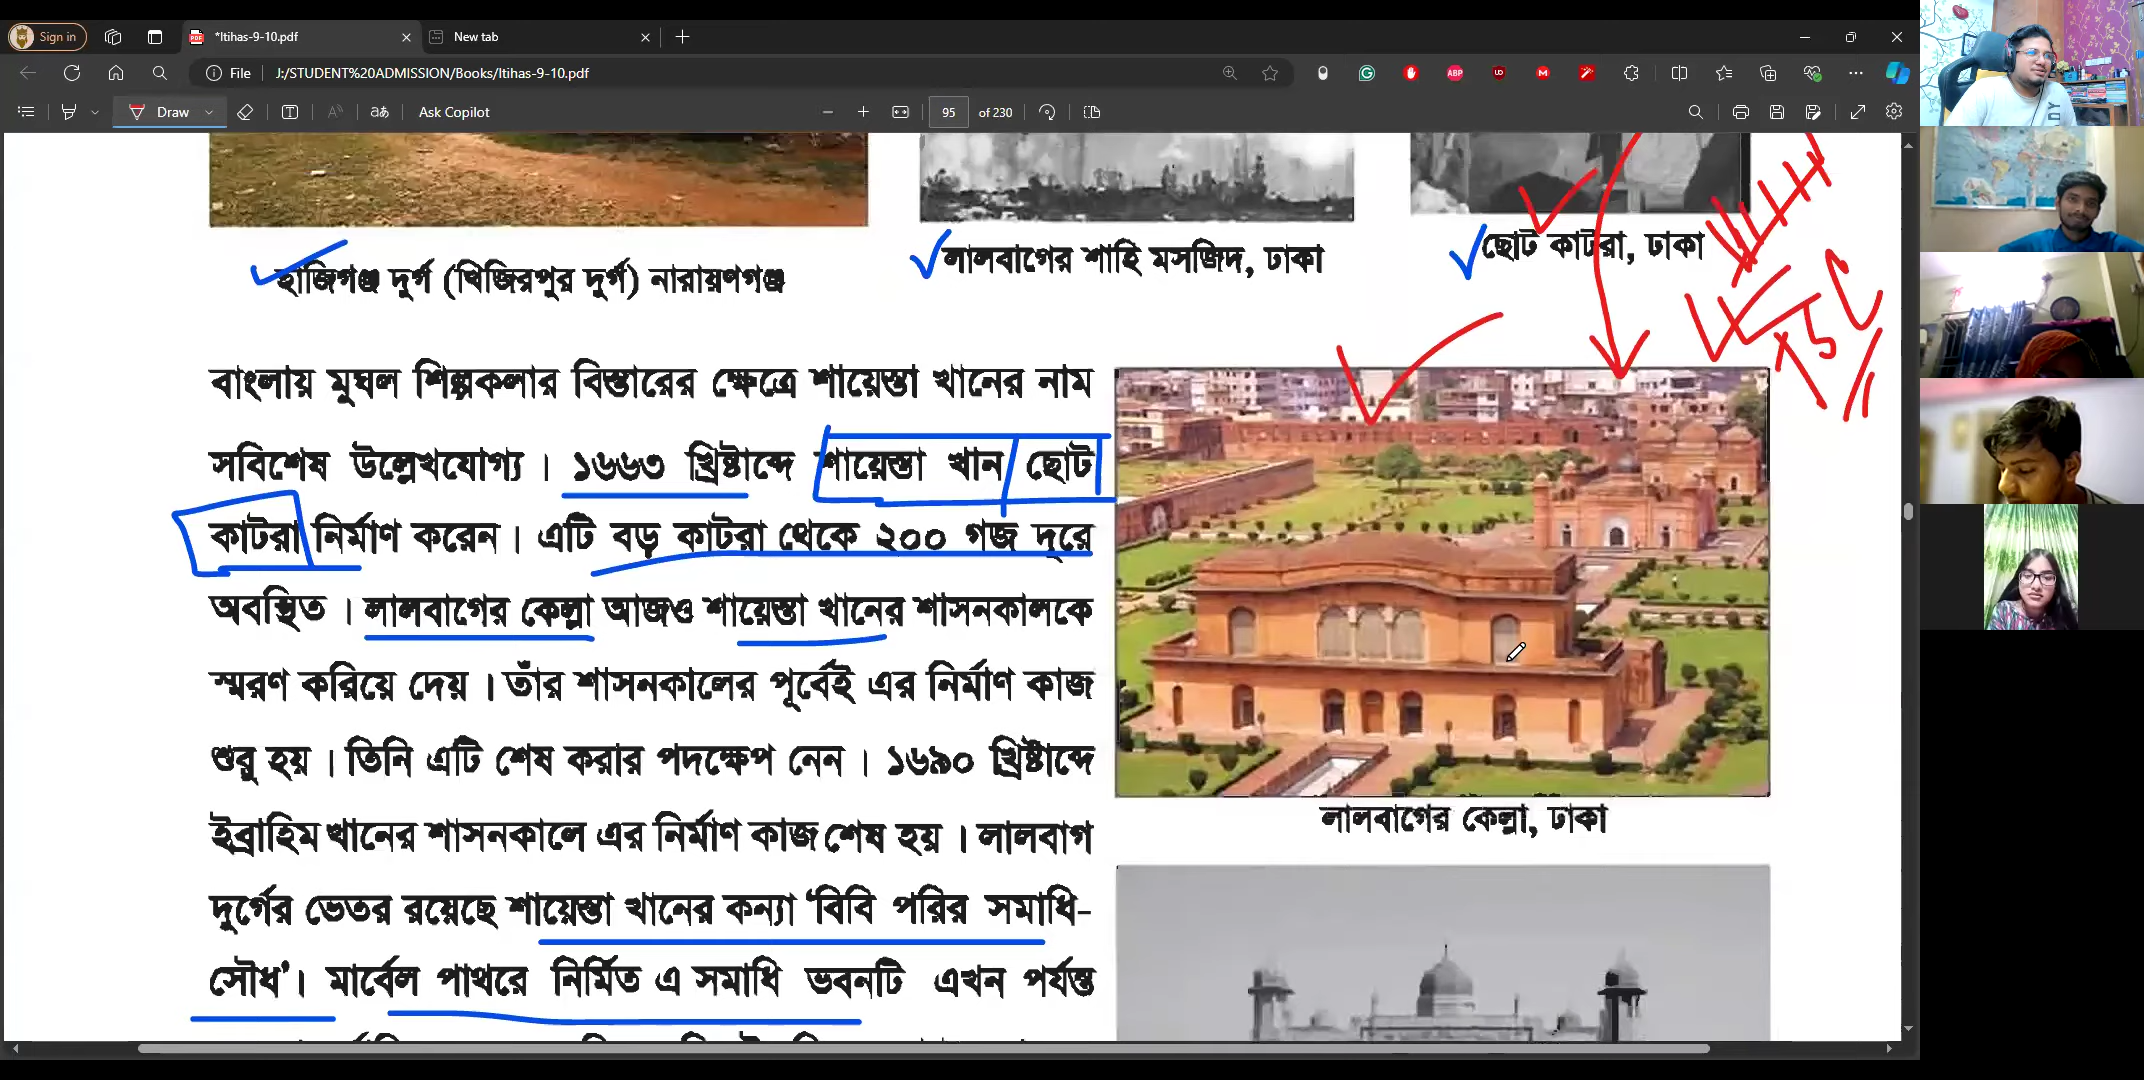 Sign in
*Itihas-9-10.pdf
New tab
File
J:/STUDENT%20ADMISSION/Books/Itihas-9-10.pdf
Draw
Ask Copilot
95 of 230
হাজিগঞ্জ দুর্গ (খিজিরপুর দুর্গ) নারায়ণগঞ্জ
লালবাগের শাহি মসজিদ, ঢাকা
ছোট কাটরা, ঢাকা
বাংলায় মুঘল শিল্পকলার বিস্তারের ক্ষেত্রে শায়েস্তা খানের নাম
সবিশেষ উল্লেখযোগ্য । ১৬৬৩ খ্রিষ্টাব্দে শায়েস্তা খান ছোট
কাটরা নির্মাণ করেন । এটি বড় কাটরা থেকে ২০০ গজ দূরে
অবস্থিত । লালবাগের কেল্লা আজও শায়েস্তা খানের শাসনকালকে
স্মরণ করিয়ে দেয় । তাঁর শাসনকালের পূর্বেই এর নির্মাণ কাজ
শুরু হয় । তিনি এটি শেষ করার পদক্ষেপ নেন । ১৬৯০ খ্রিষ্টাব্দে
ইব্রাহিম খানের শাসনকালে এর নির্মাণ কাজ শেষ হয় । লালবাগ
দুর্গের ভেতর রয়েছে শায়েস্তা খানের কন্যা ‘বিবি পরির সমাধি-
সৌধ’। মার্বেল পাথরে নির্মিত এ সমাধি ভবনটি এখন পর্যন্ত
লালবাগের কেল্লা, ঢাকা